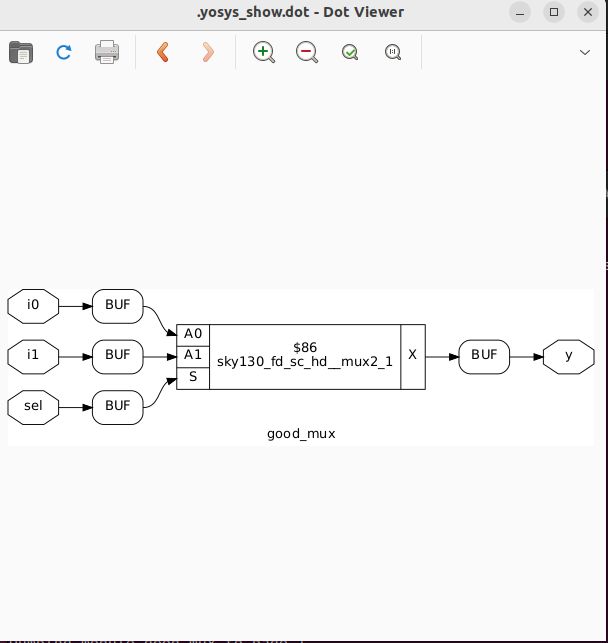 .yosys_show.dot - Dot Viewer
i0
BUF
A0
i1
BUF
A1
$86
sky130_fd_sc_hd__mux2_1
X
BUF
y
sel
BUF
S
good_mux